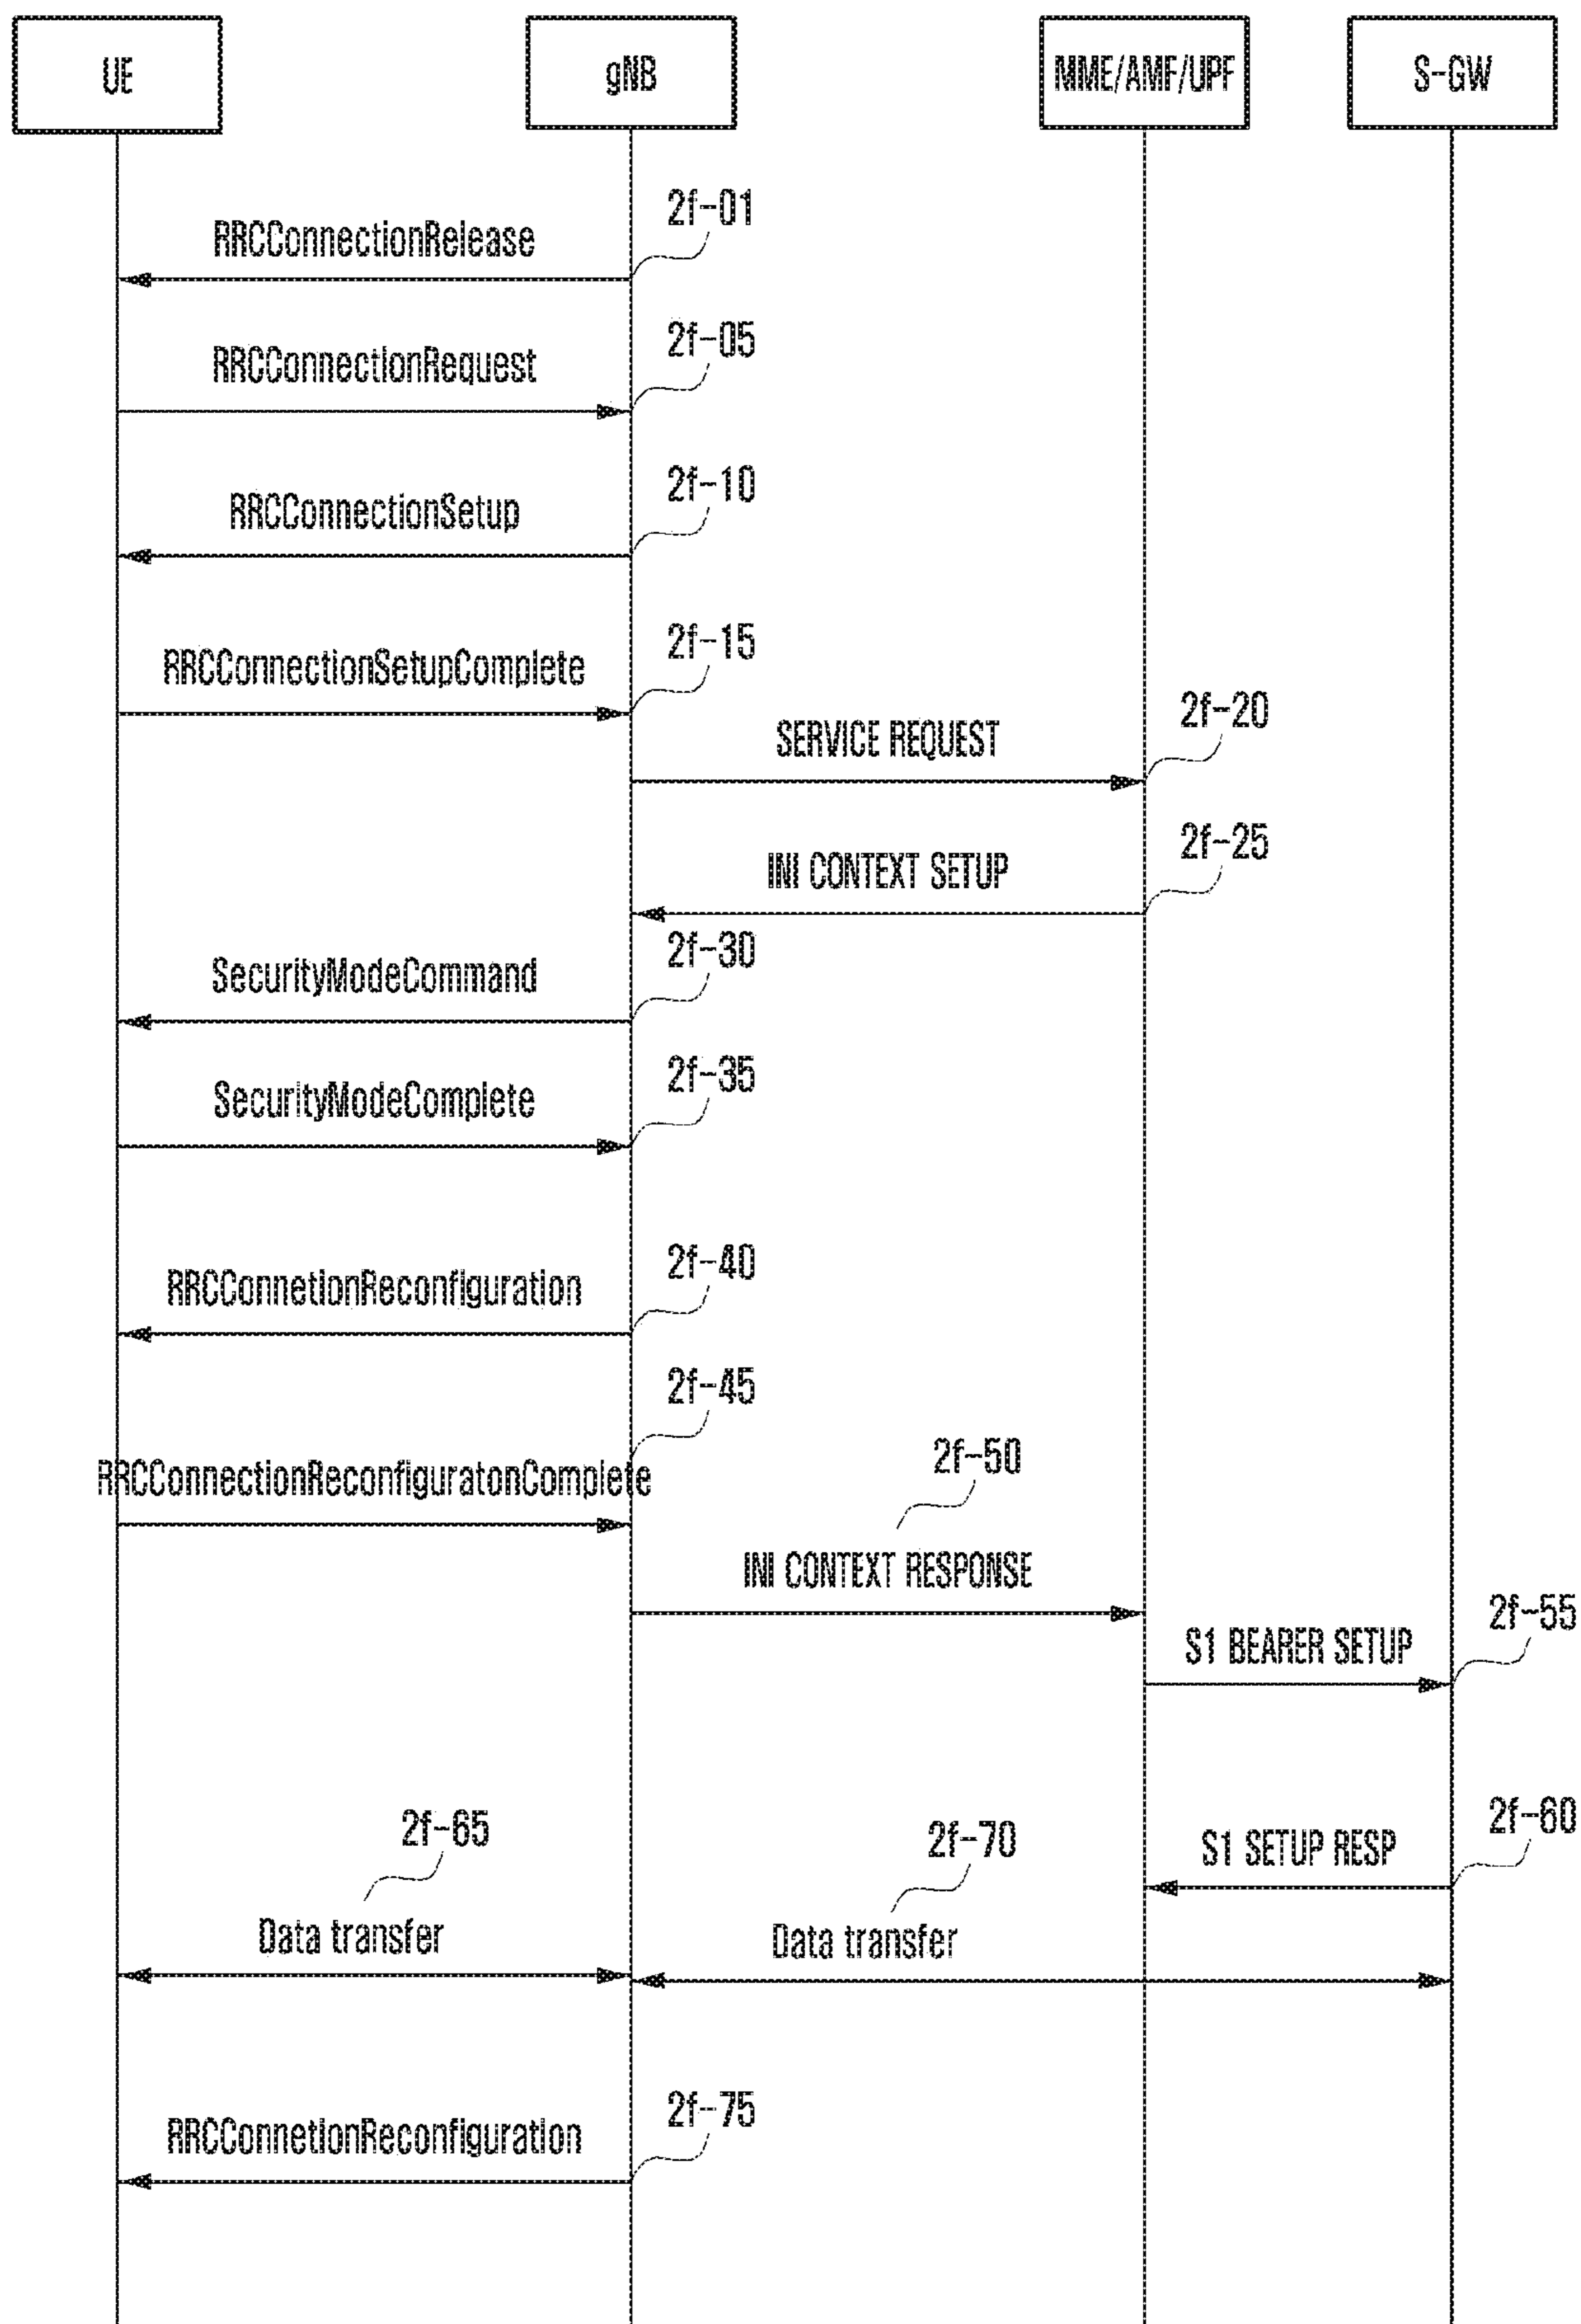 UE
gNB
MME/AMF/UPF
S-GW
2f-01
RRCConnectionRelease
2f-05
RRCConnectionRequest
2f-10
RRCConnectionSetup
2f-15
RRCConnectionSetupComplete
2f-20
SERVICE REQUEST
2f-25
INI CONTEXT SETUP
2f-30
SecurityModeCommand
2f-35
SecurityModeComplete
2f-40
RRCConnetionReconfiguration
2f-45
RRCConnectionReconfiguratonComplete
2f-50
INI CONTEXT RESPONSE
2f-55
S1 BEARER SETUP
2f-60
S1 SETUP RESP
2f-65
Data transfer
2f-70
Data transfer
2f-75
RRCConnetionReconfiguration